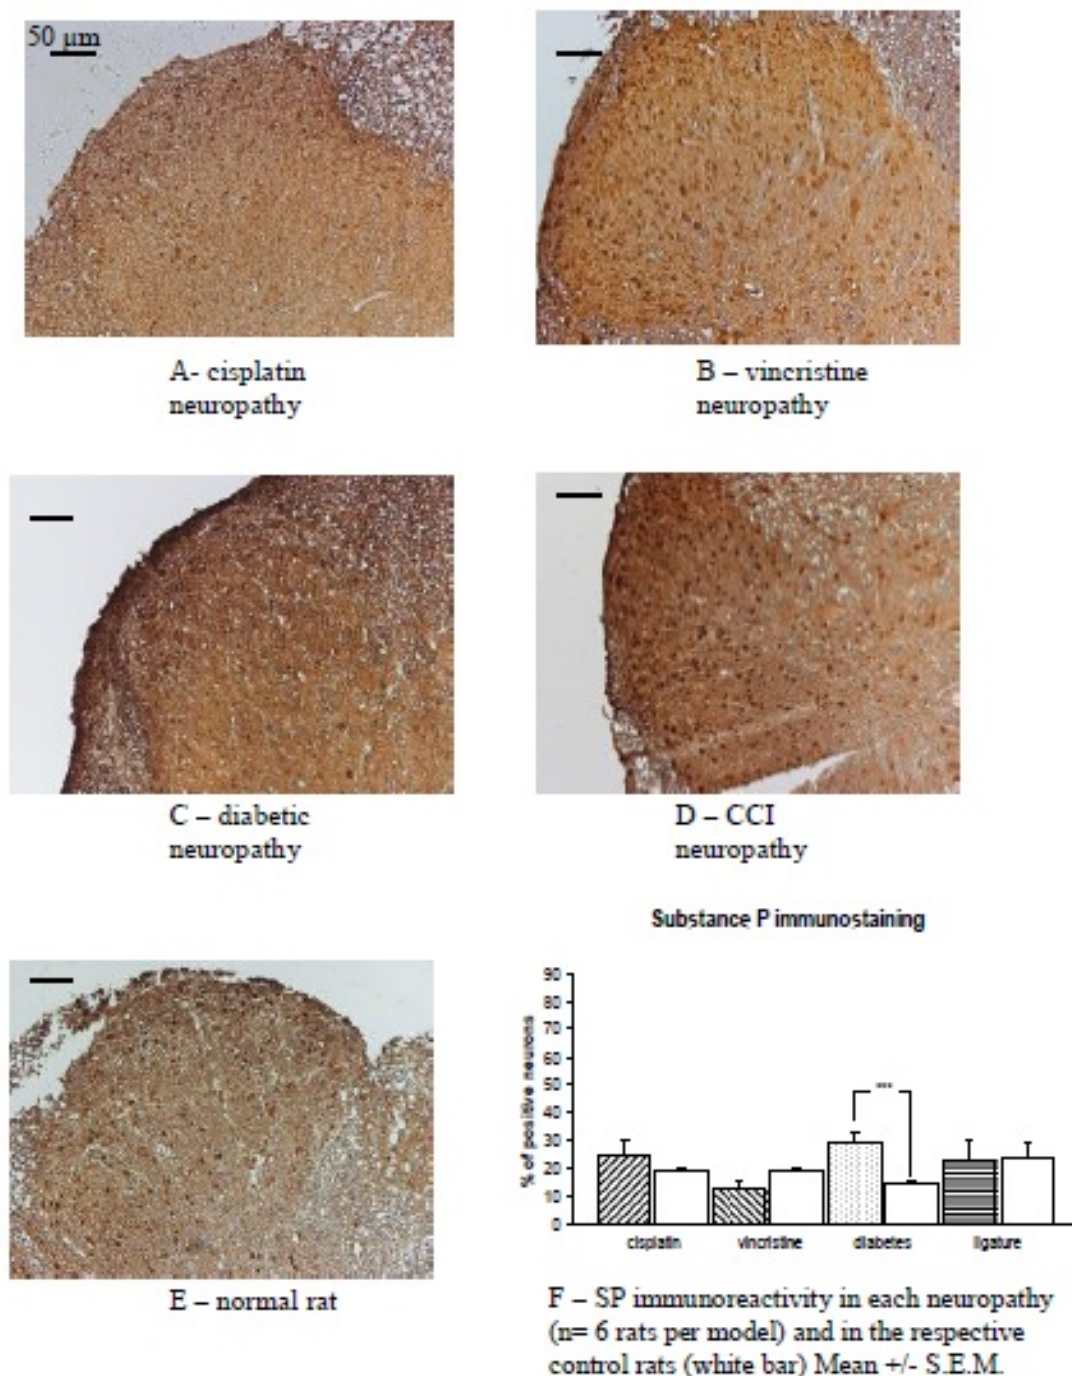 50 µm
A- cisplatin
neuropathy
B – vincristine
neuropathy
C – diabetic
neuropathy
D – CCI
neuropathy
E – normal rat
Substance P immunostaining
% of positive neurons
90
80
70
60
50
40
30
20
10
0
***
cisplatin
vincristine
diabetes
ligature
F – SP immunoreactivity in each neuropathy
(n= 6 rats per model) and in the respective
control rats (white bar) Mean +/- S.E.M.